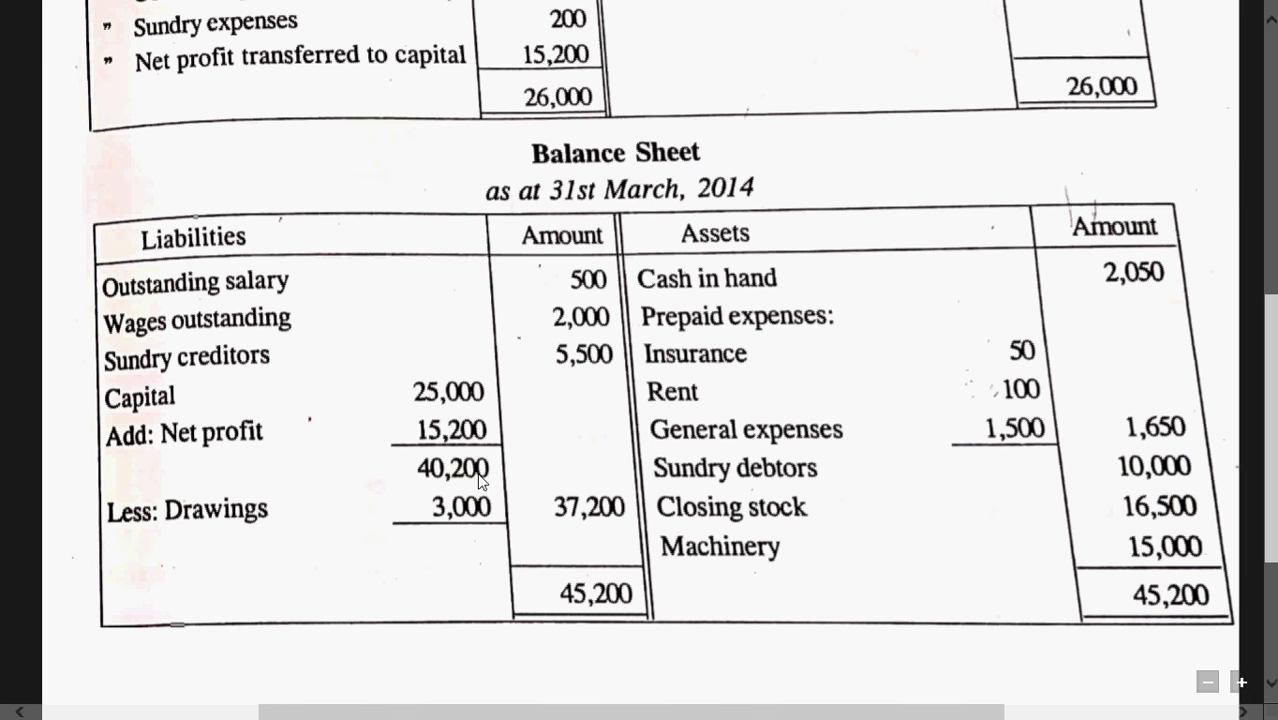 ” Sundry expenses 200
” Net profit transferred to capital 15,200
26,000 26,000
Balance Sheet
as at 31st March, 2014
Liabilities Amount Assets Amount
Outstanding salary 500 Cash in hand 2,050
Wages outstanding 2,000 Prepaid expenses:
Sundry creditors 5,500 Insurance 50
Capital 25,000 Rent 100
Add: Net profit 15,200 General expenses 1,500 1,650
40,200 Sundry debtors 10,000
Less: Drawings 3,000 37,200 Closing stock 16,500
Machinery 15,000
45,200 45,200